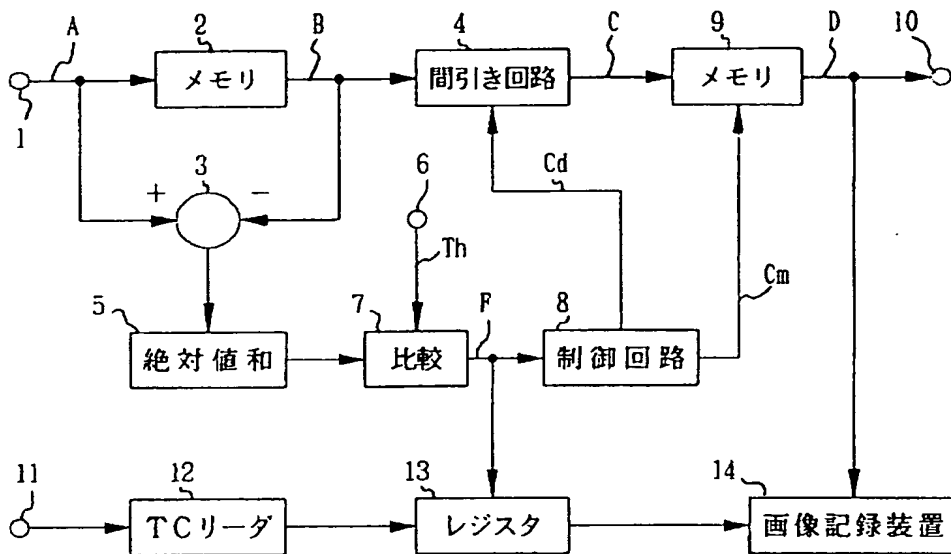 A
2
メモリ
B
4
間引き回路
C
9
メモリ
D
10
1
3
+
−
6
Cd
Th
Cm
5
絶対値和
7
比較
F
8
制御回路
11
12
TCリーダ
13
レジスタ
14
画像記録装置